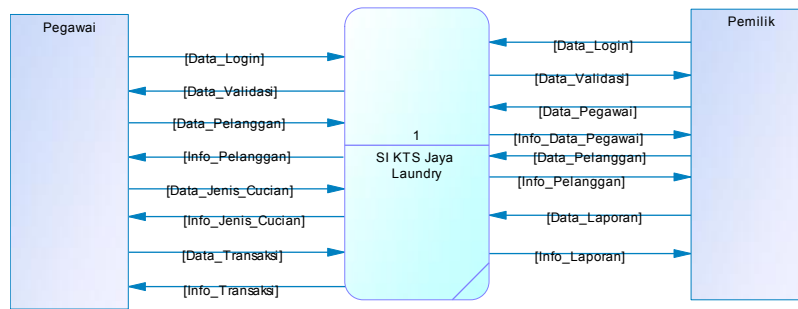 Pegawai
[Data_Login]
[Data_Validasi]
[Data_Pelanggan]
[Info_Pelanggan]
[Data_Jenis_Cucian]
[Info_Jenis_Cucian]
[Data_Transaksi]
[Info_Transaksi]
1
SI KTS Jaya
Laundry
Pemilik
[Data_Login]
[Data_Validasi]
[Data_Pegawai]
[Info_Data_Pegawai]
[Data_Pelanggan]
[Info_Pelanggan]
[Data_Laporan]
[Info_Laporan]